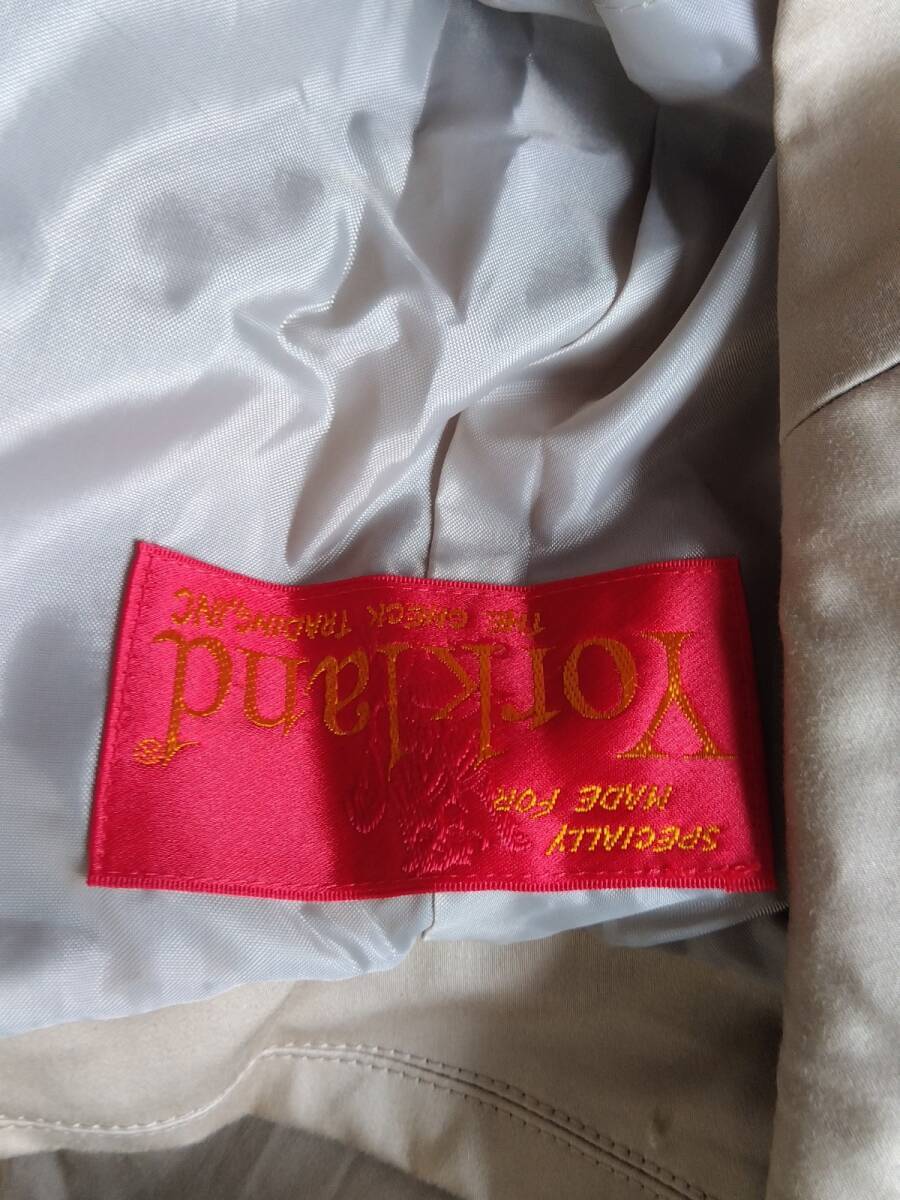 SPECIALLY
MADE FOR
Yorkland®
THE CHECK TRADING,INC